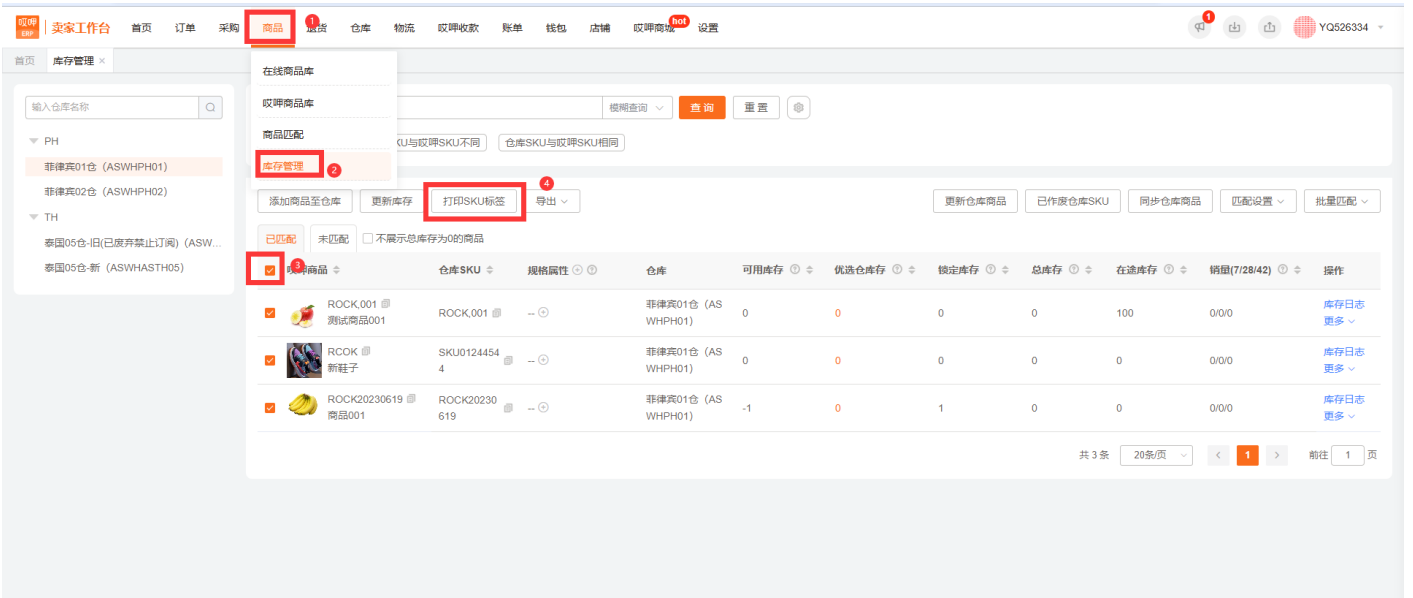 哎呷
ERP
卖家工作台 首页 订单 采购 商品 1 退货 仓库 物流 哎呷收款 账单 钱包 店铺 哎呷商城 hot 设置 1 YQ526334
首页 库存管理 ×
在线商品库
哎呷商品库
商品匹配
库存管理 2
输入仓库名称
PH
菲律宾01仓（ASWHPH01）
菲律宾02仓（ASWHPH02）
TH
泰国05仓-旧(已废弃禁止订阅)（ASW...
泰国05仓-新（ASWHASTH05）
模糊查询 查询 重置
KU与哎呷SKU不同 仓库SKU与哎呷SKU相同
4
添加商品至仓库 更新库存 打印SKU标签 导出 更新仓库商品 已作废仓库SKU 同步仓库商品 匹配设置 批量匹配
已匹配 未匹配 不展示总库存为0的商品
3 哎呷商品 仓库SKU 规格属性 仓库 可用库存 优选仓库存 锁定库存 总库存 在途库存 销量(7/28/42) 操作
ROCK,001
测试商品001
ROCK,001 -- 菲律宾01仓（AS
WHPH01） 0 0 0 0 100 0/0/0 库存日志
更多
RCOK
新鞋子
SKU0124454
4 -- 菲律宾01仓（AS
WHPH01） 0 0 0 0 0 0/0/0 库存日志
更多
ROCK20230619
商品001
ROCK20230
619 -- 菲律宾01仓（AS
WHPH01） -1 0 1 0 0 0/0/0 库存日志
更多
共 3 条 20条/页 < 1 > 前往 1 页